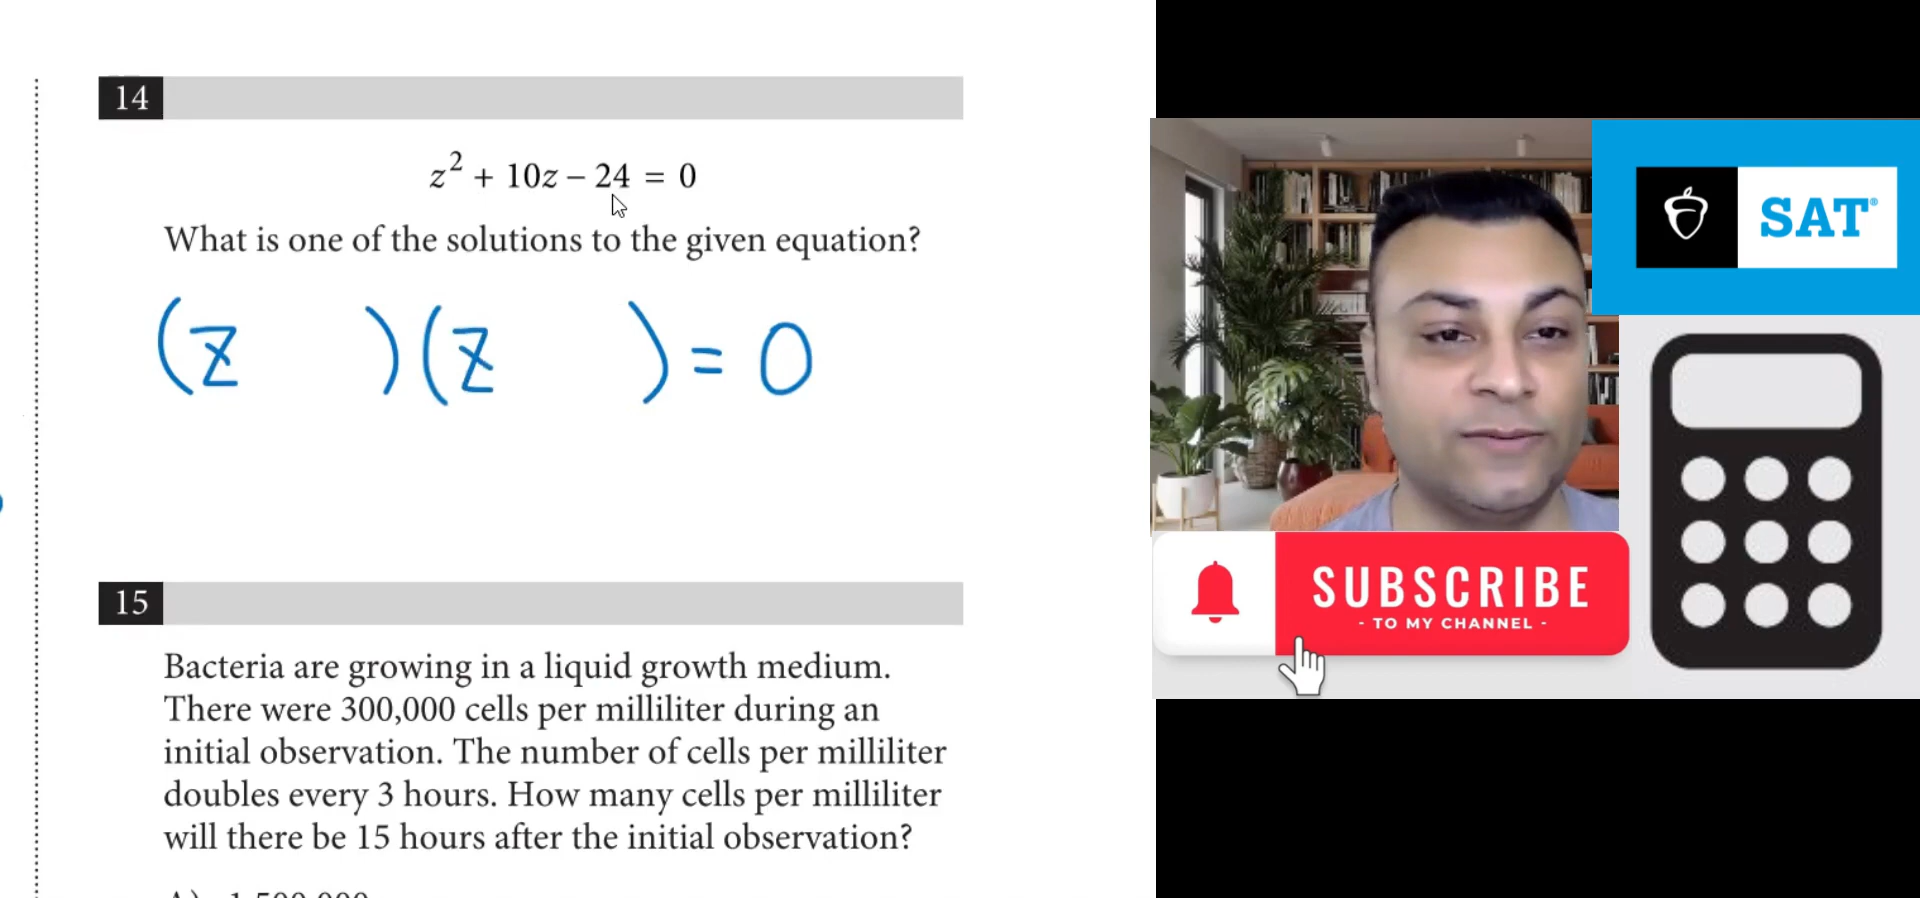 14
z² + 10z − 24 = 0
What is one of the solutions to the given equation?
(z )(z ) = 0
15
Bacteria are growing in a liquid growth medium.
There were 300,000 cells per milliliter during an
initial observation. The number of cells per milliliter
doubles every 3 hours. How many cells per milliliter
will there be 15 hours after the initial observation?
SAT®
SUBSCRIBE
- TO MY CHANNEL -